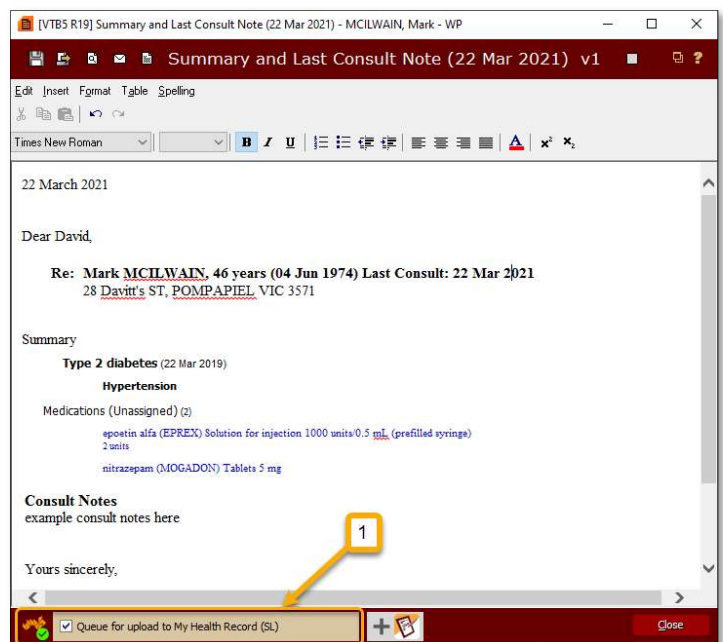 [VTB5 R19] Summary and Last Consult Note (22 Mar 2021) - MCILWAIN, Mark - WP
Summary and Last Consult Note (22 Mar 2021) v1
?
Edit Insert Format Table Spelling
Times New Roman B I U A x² x₂
22 March 2021
Dear David,
Re: Mark MCILWAIN, 46 years (04 Jun 1974) Last Consult: 22 Mar 2021
28 Davitt's ST, POMPAPIEL VIC 3571
Summary
Type 2 diabetes (22 Mar 2019)
Hypertension
Medications (Unassigned) (2)
epoetin alfa (EPREX) Solution for injection 1000 units/0.5 mL (prefilled syringe)
2 units
nitrazepam (MOGADON) Tablets 5 mg
Consult Notes
example consult notes here
1
Yours sincerely,
Queue for upload to My Health Record (SL)
Close